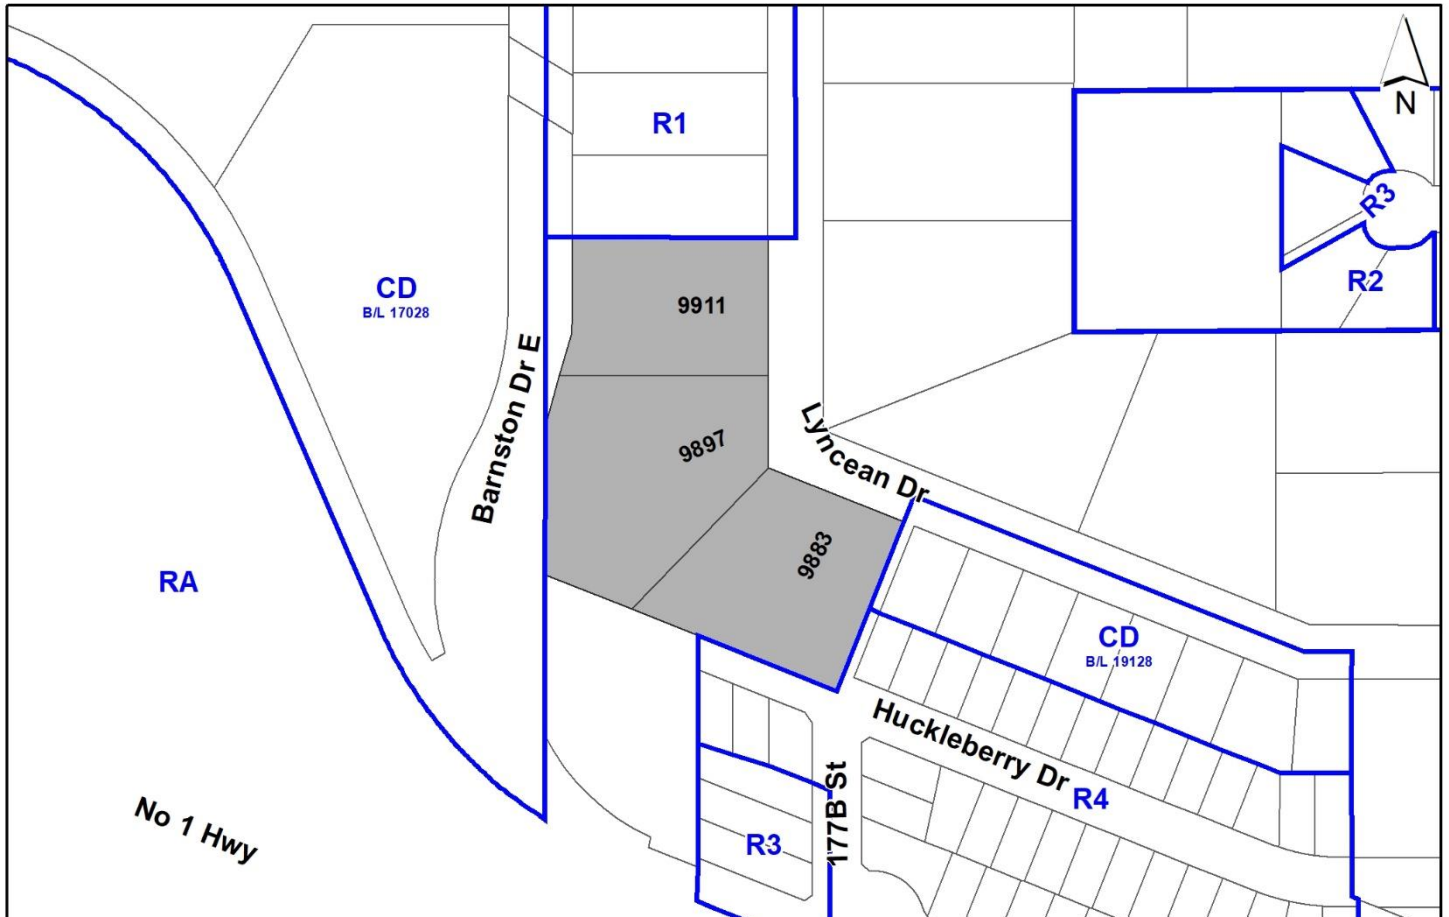 N
R1
R3
R2
CD
B/L 17028
9911
Barnston Dr E
9897
Lyncean Dr
9883
RA
CD
B/L 19128
Huckleberry Dr
R4
177B St
R3
No 1 Hwy